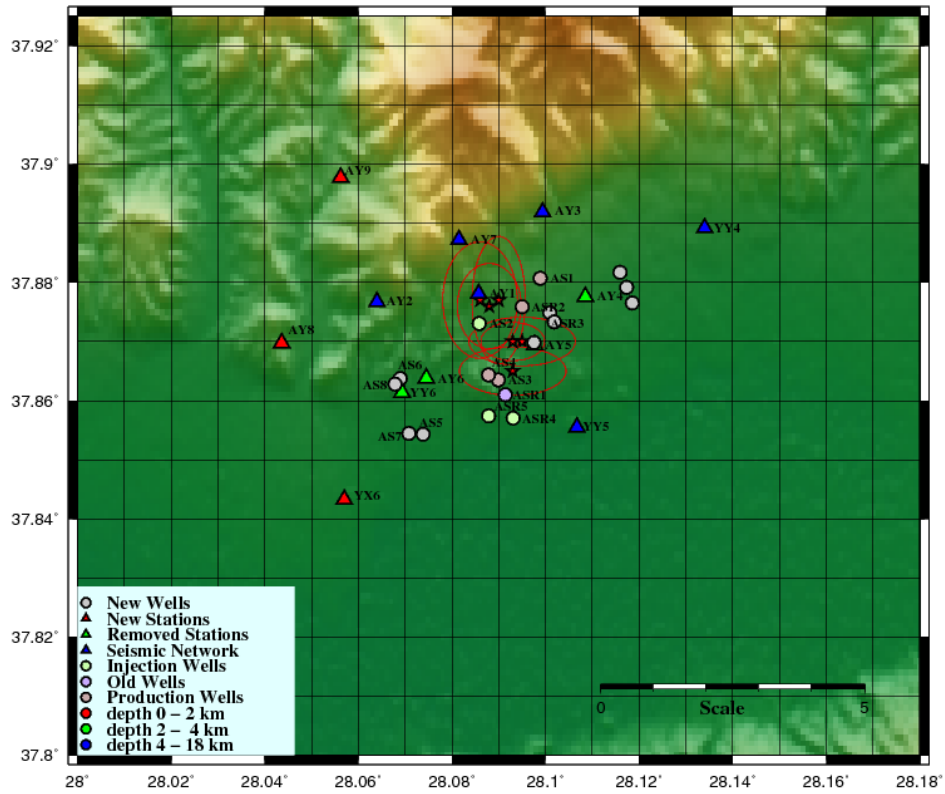 37.92˚
37.9˚
37.88˚
37.86˚
37.84˚
37.82˚
37.8˚
AY9
AY3
YY4
AY7
AS1
AY1
AY4
AY2
ASR2
AS2
ASR3
AY8
AY5
AS4
AS6
AS3
AY6
AS8
YY6
ASR1
ASR5
ASR4
AS5
YY5
AS7
YX6
New Wells
New Stations
Removed Stations
Seismic Network
Injection Wells
Old Wells
Production Wells
depth 0 – 2 km
depth 2 – 4 km
depth 4 – 18 km
0 Scale 5
28˚ 28.02˚ 28.04˚ 28.06˚ 28.08˚ 28.1˚ 28.12˚ 28.14˚ 28.16˚ 28.18˚